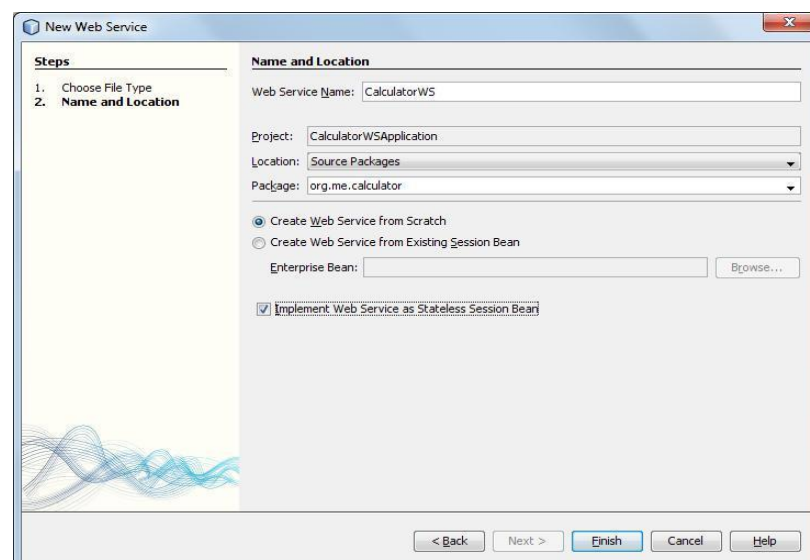 New Web Service
Steps
1. Choose File Type
2. Name and Location
Name and Location
Web Service Name: CalculatorWS
Project: CalculatorWSApplication
Location: Source Packages
Package: org.me.calculator
Create Web Service from Scratch
Create Web Service from Existing Session Bean
Enterprise Bean:
Browse...
Implement Web Service as Stateless Session Bean
< Back
Next >
Finish
Cancel
Help